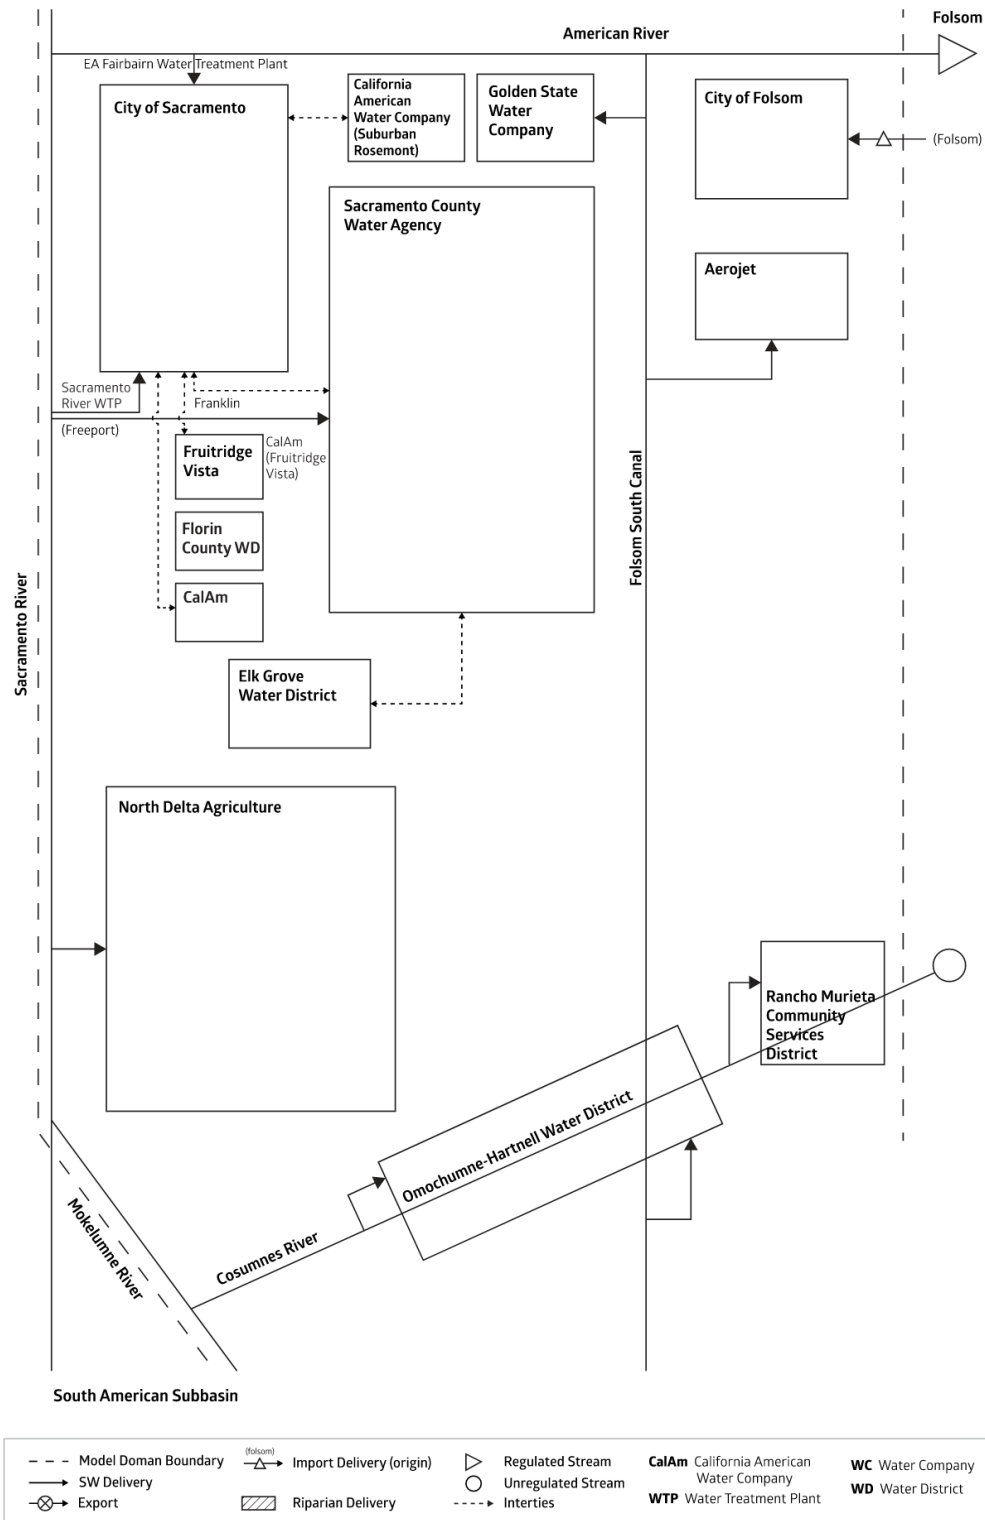 Folsom
American River
EA Fairbairn Water Treatment Plant
City of Sacramento
California
American
Water Company
(Suburban
Rosemont)
Golden State
Water
Company
City of Folsom
(Folsom)
Sacramento County
Water Agency
Aerojet
Sacramento
River WTP
Franklin
(Freeport)
Fruitridge
Vista
CalAm
(Fruitridge
Vista)
Florin
County WD
CalAm
Folsom South Canal
Sacramento River
Elk Grove
Water District
North Delta Agriculture
Rancho Murieta
Community
Services
District
Omochumne-Hartnell Water District
Cosumnes River
Mokelumne River
South American Subbasin
Model Doman Boundary
SW Delivery
Export
(folsom)
Import Delivery (origin)
Riparian Delivery
Regulated Stream
Unregulated Stream
Interties
CalAm California American
Water Company
WTP Water Treatment Plant
WC Water Company
WD Water District